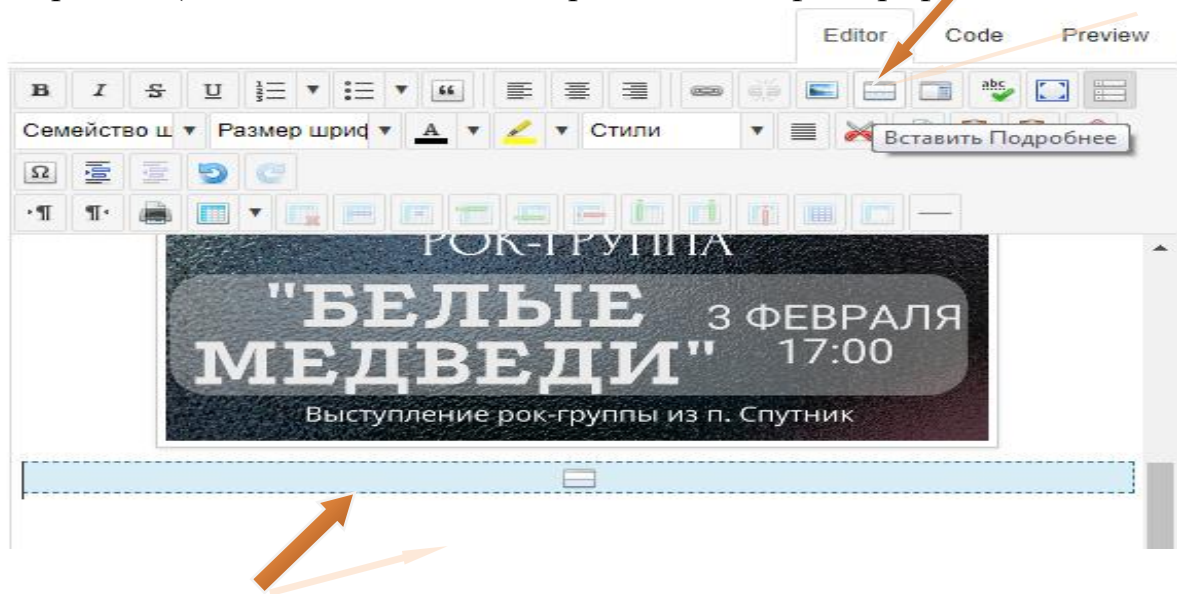 Editor Code Preview
B I S U
Семейство ш Размер шриф A Стили
Вставить Подробнее
РОК-ГРУППА
"БЕЛЫЕ
МЕДВЕДИ"
3 ФЕВРАЛЯ
17:00
Выступление рок-группы из п. Спутник